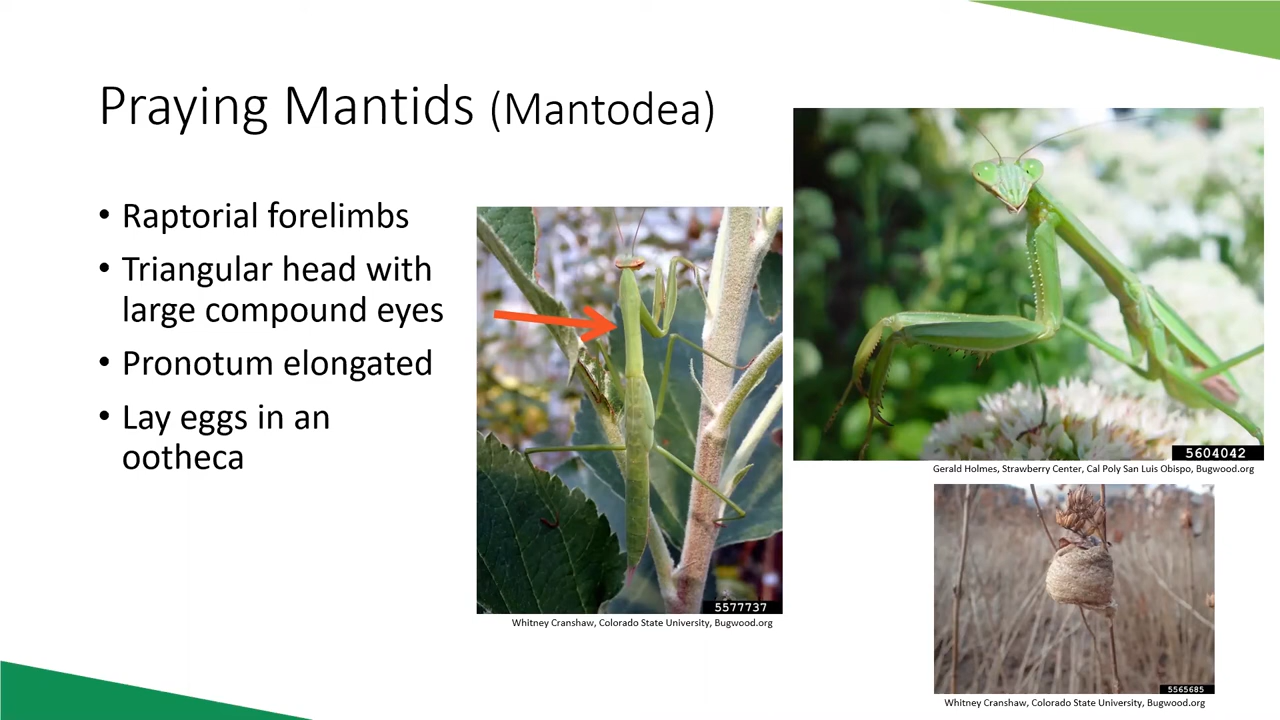 Praying Mantids (Mantodea)
• Raptorial forelimbs
• Triangular head with
large compound eyes
• Pronotum elongated
• Lay eggs in an
ootheca
5577737
Whitney Cranshaw, Colorado State University, Bugwood.org
5604042
Gerald Holmes, Strawberry Center, Cal Poly San Luis Obispo, Bugwood.org
5565685
Whitney Cranshaw, Colorado State University, Bugwood.org